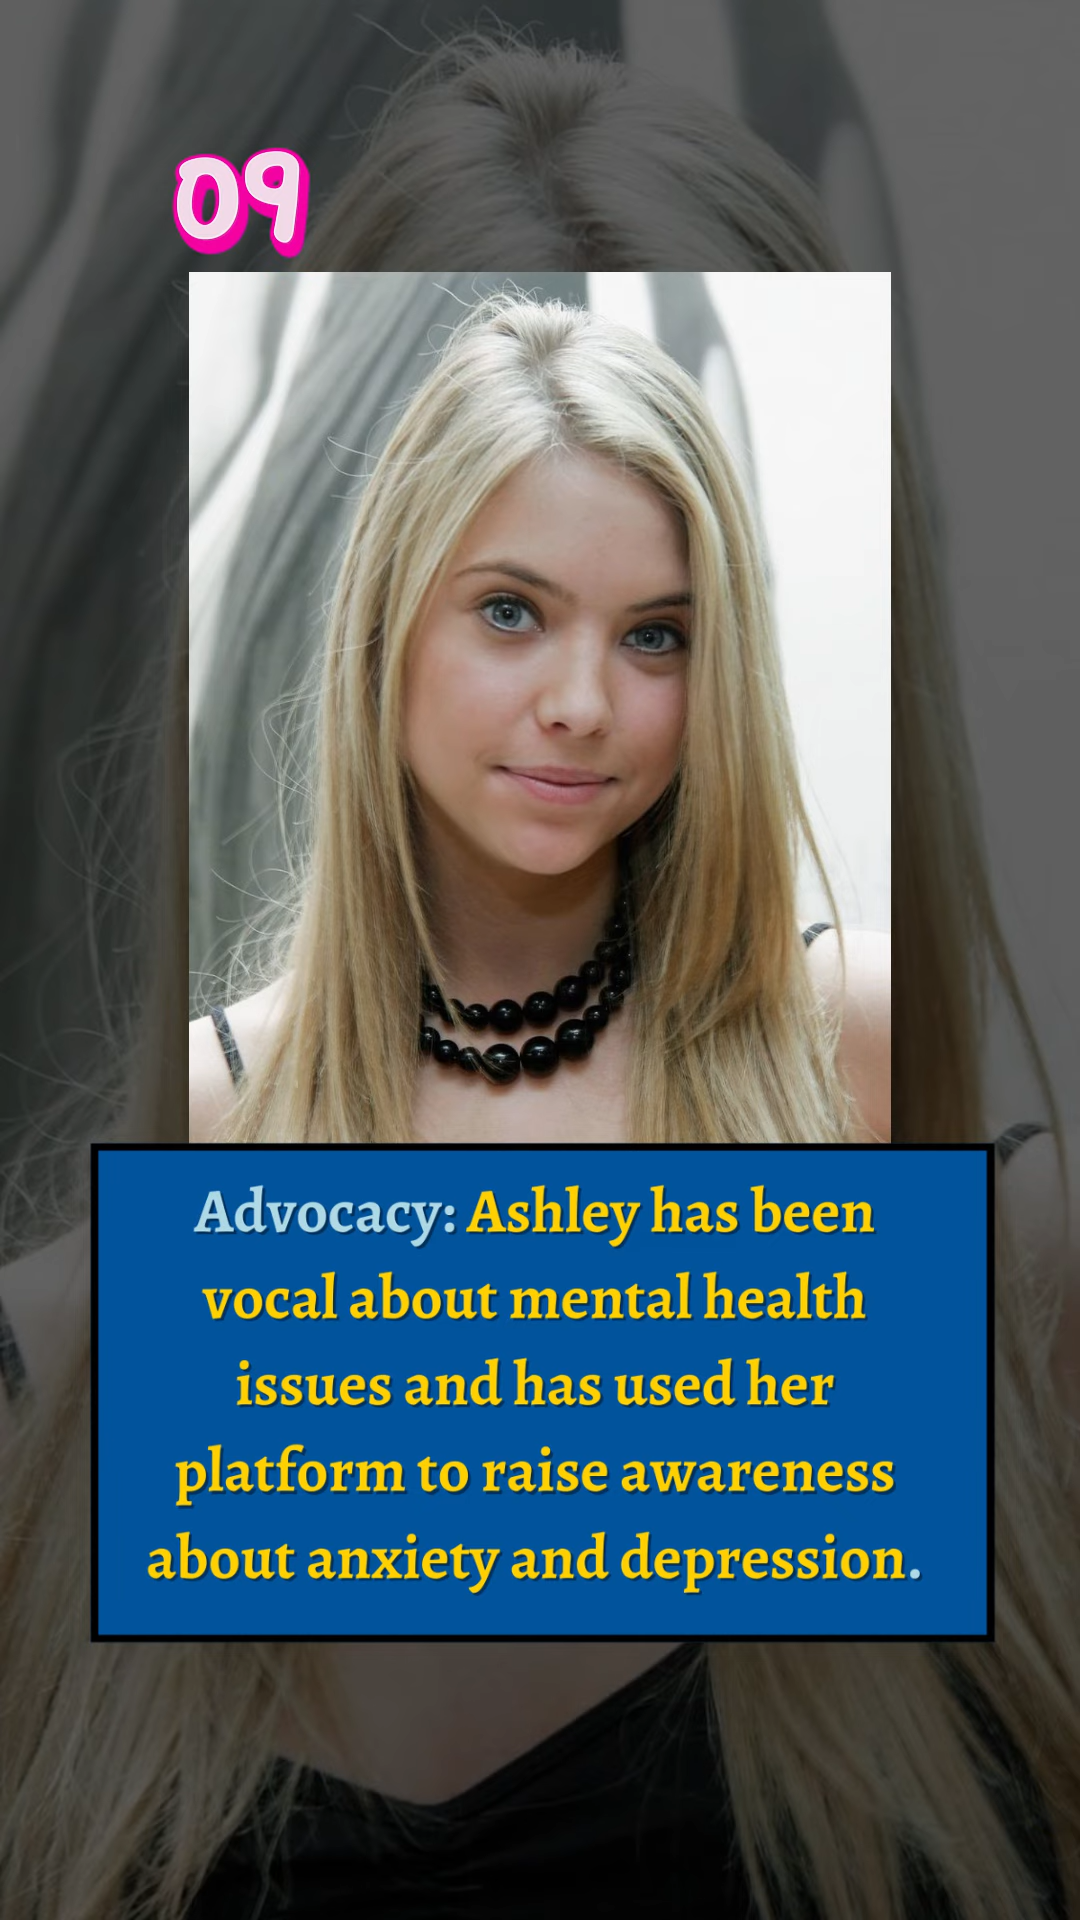 09
Advocacy: Ashley has been
vocal about mental health
issues and has used her
platform to raise awareness
about anxiety and depression.